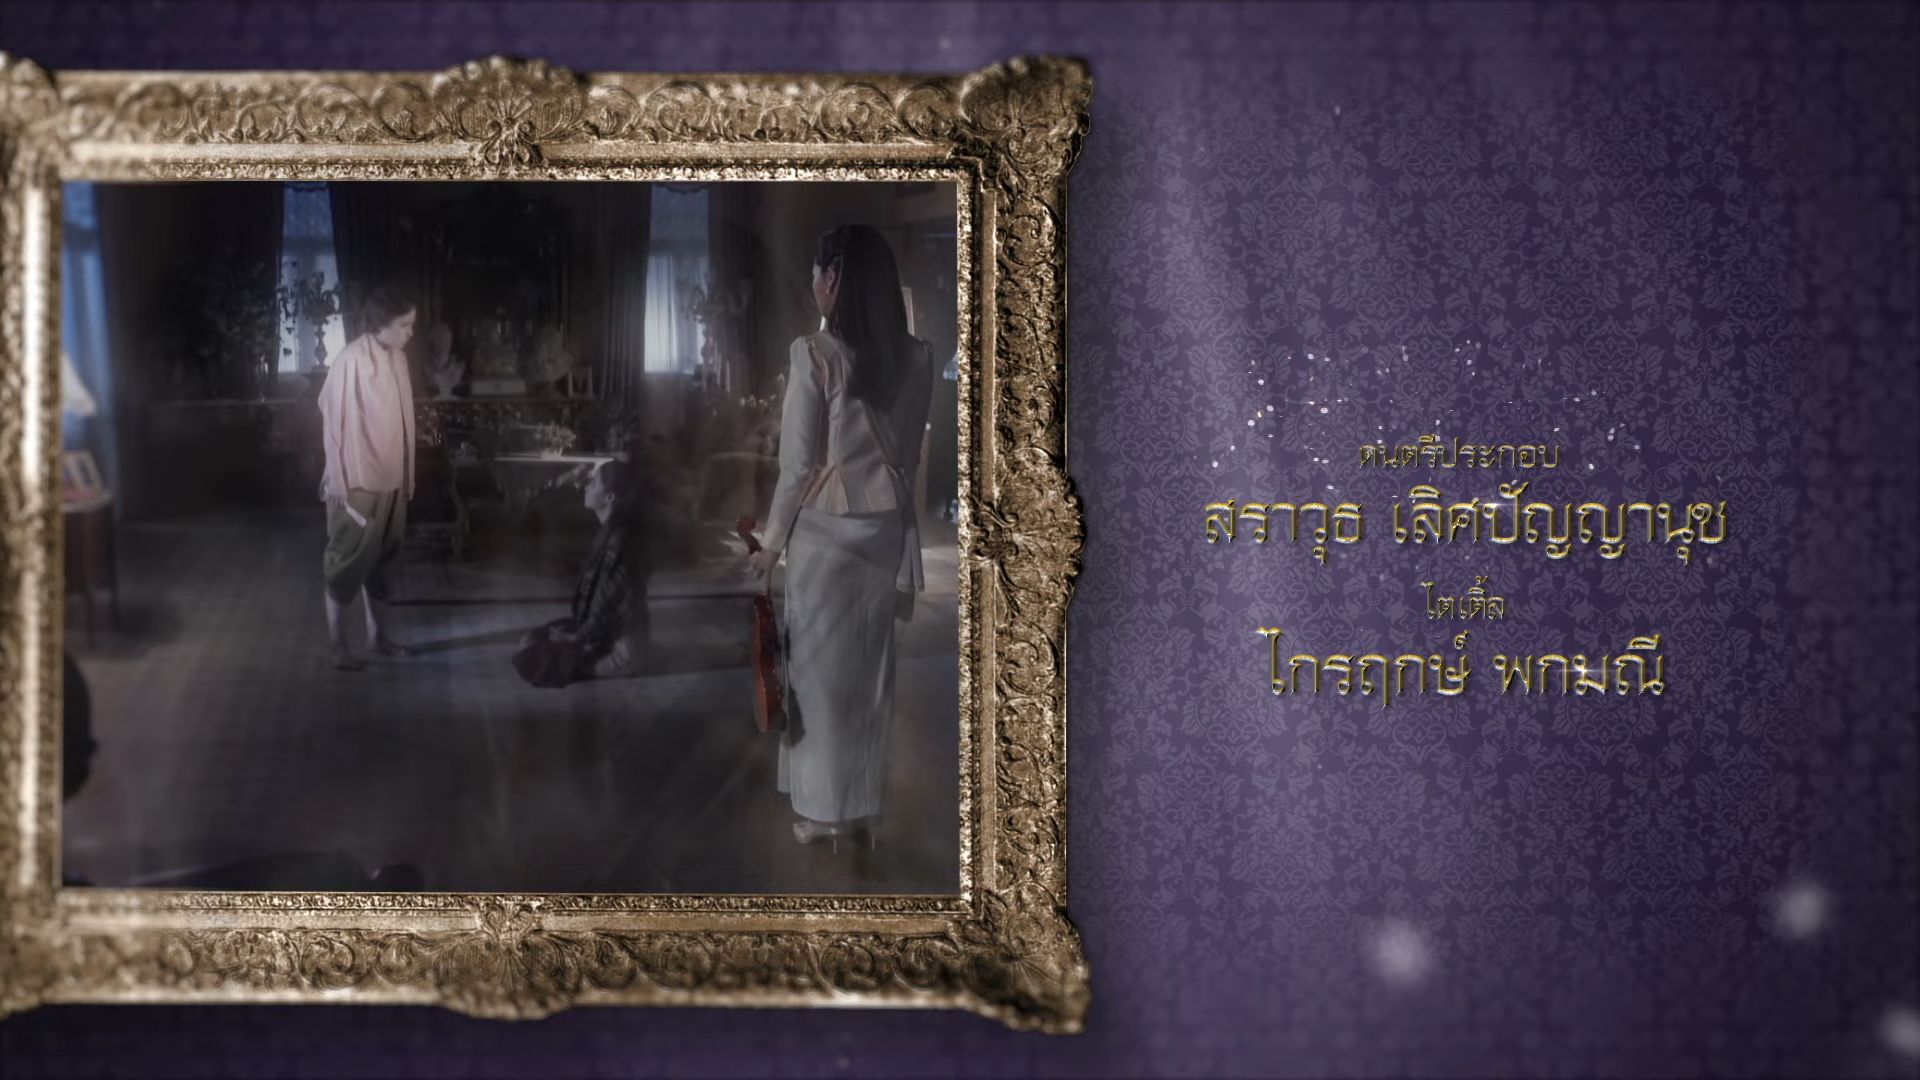 ดนตรีประกอบ
สราวุธ เลิศปัญญานุช
ไตเติ้ล
ไกรฤกษ์ พกมณี